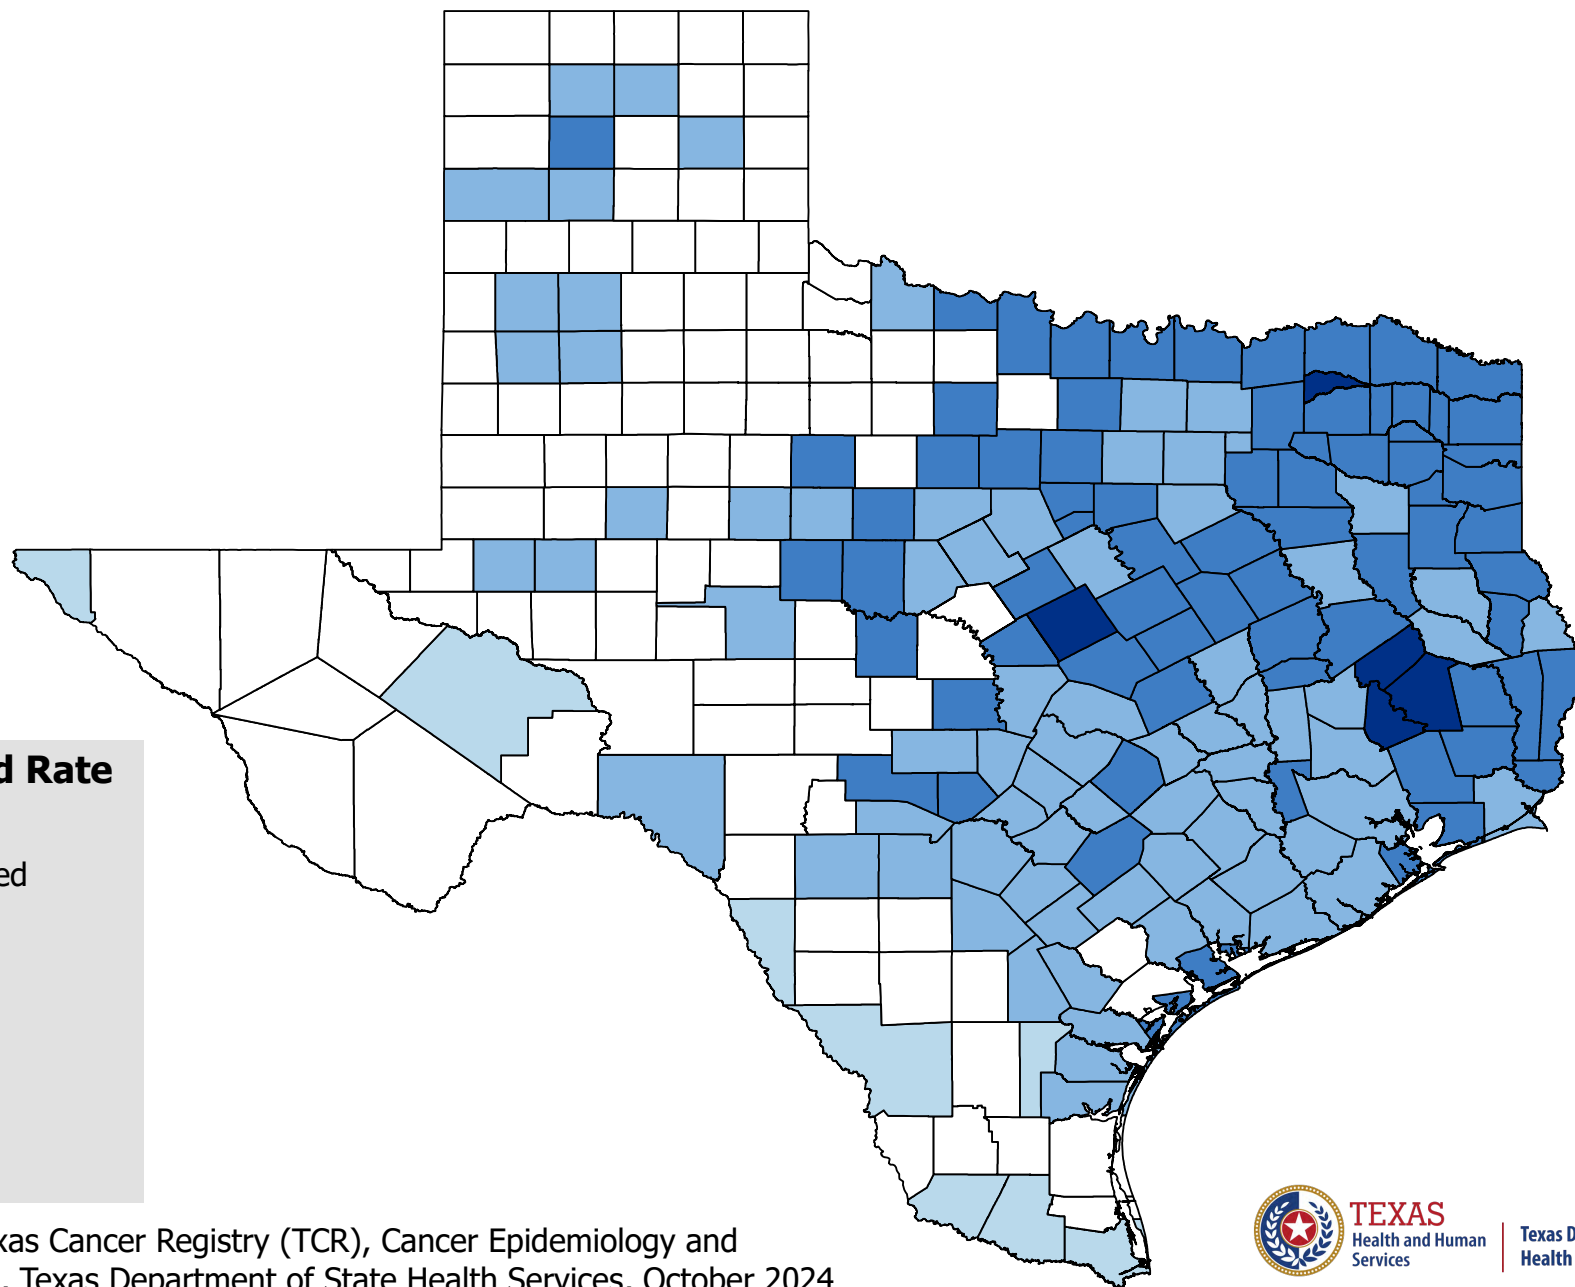 d Rate
ed
xas Cancer Registry (TCR), Cancer Epidemiology and
, Texas Department of State Health Services, October 2024
TEXAS
Health and Human
Services
Texas D
Health